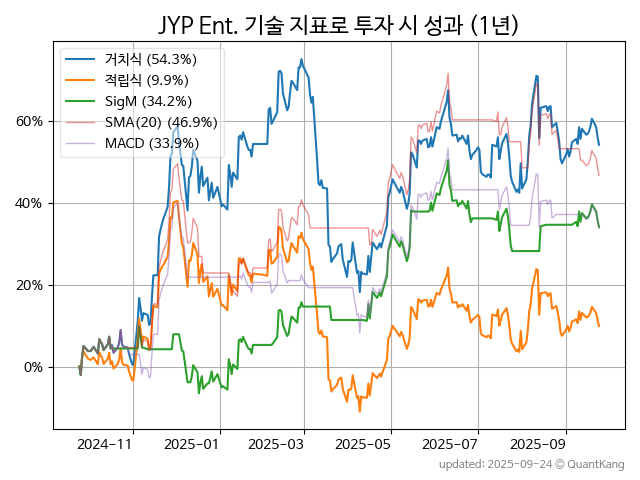 JYP Ent. 기술 지표로 투자 시 성과 (1년)
거치식 (54.3%)
적립식 (9.9%)
SigM (34.2%)
SMA(20) (46.9%)
MACD (33.9%)
60%
40%
20%
0%
2024-11
2025-01
2025-03
2025-05
2025-07
2025-09
updated: 2025-09-24 © QuantKang